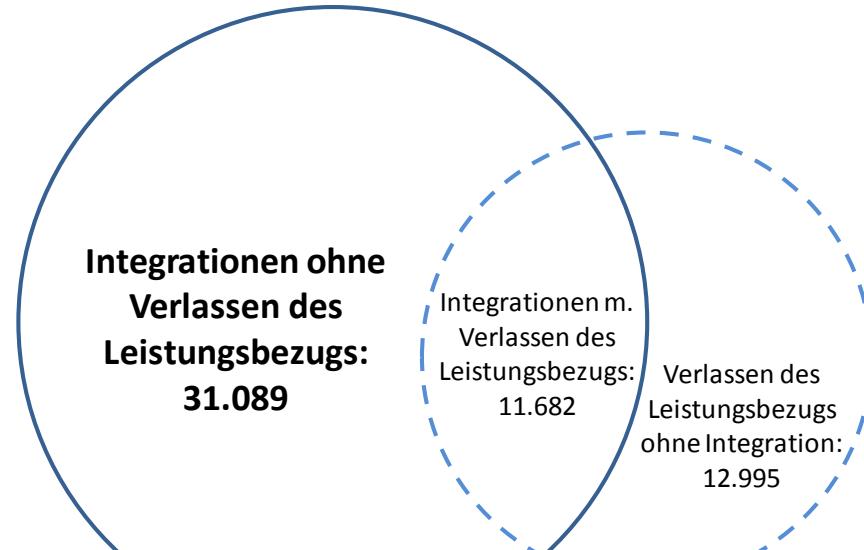 Integrationen ohne
Verlassen des
Leistungsbezugs:
31.089
Integrationen m.
Verlassen des
Leistungsbezugs:
11.682
Verlassen des
Leistungsbezugs
ohne Integration:
12.995